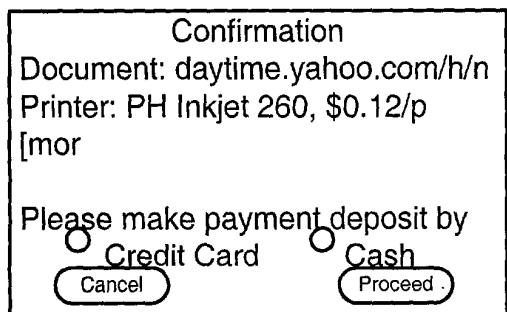 Confirmation
Document: daytime.yahoo.com/h/n
Printer: PH Inkjet 260, $0.12/p
[mor
Please make payment deposit by
Credit Card Cash
Cancel Proceed